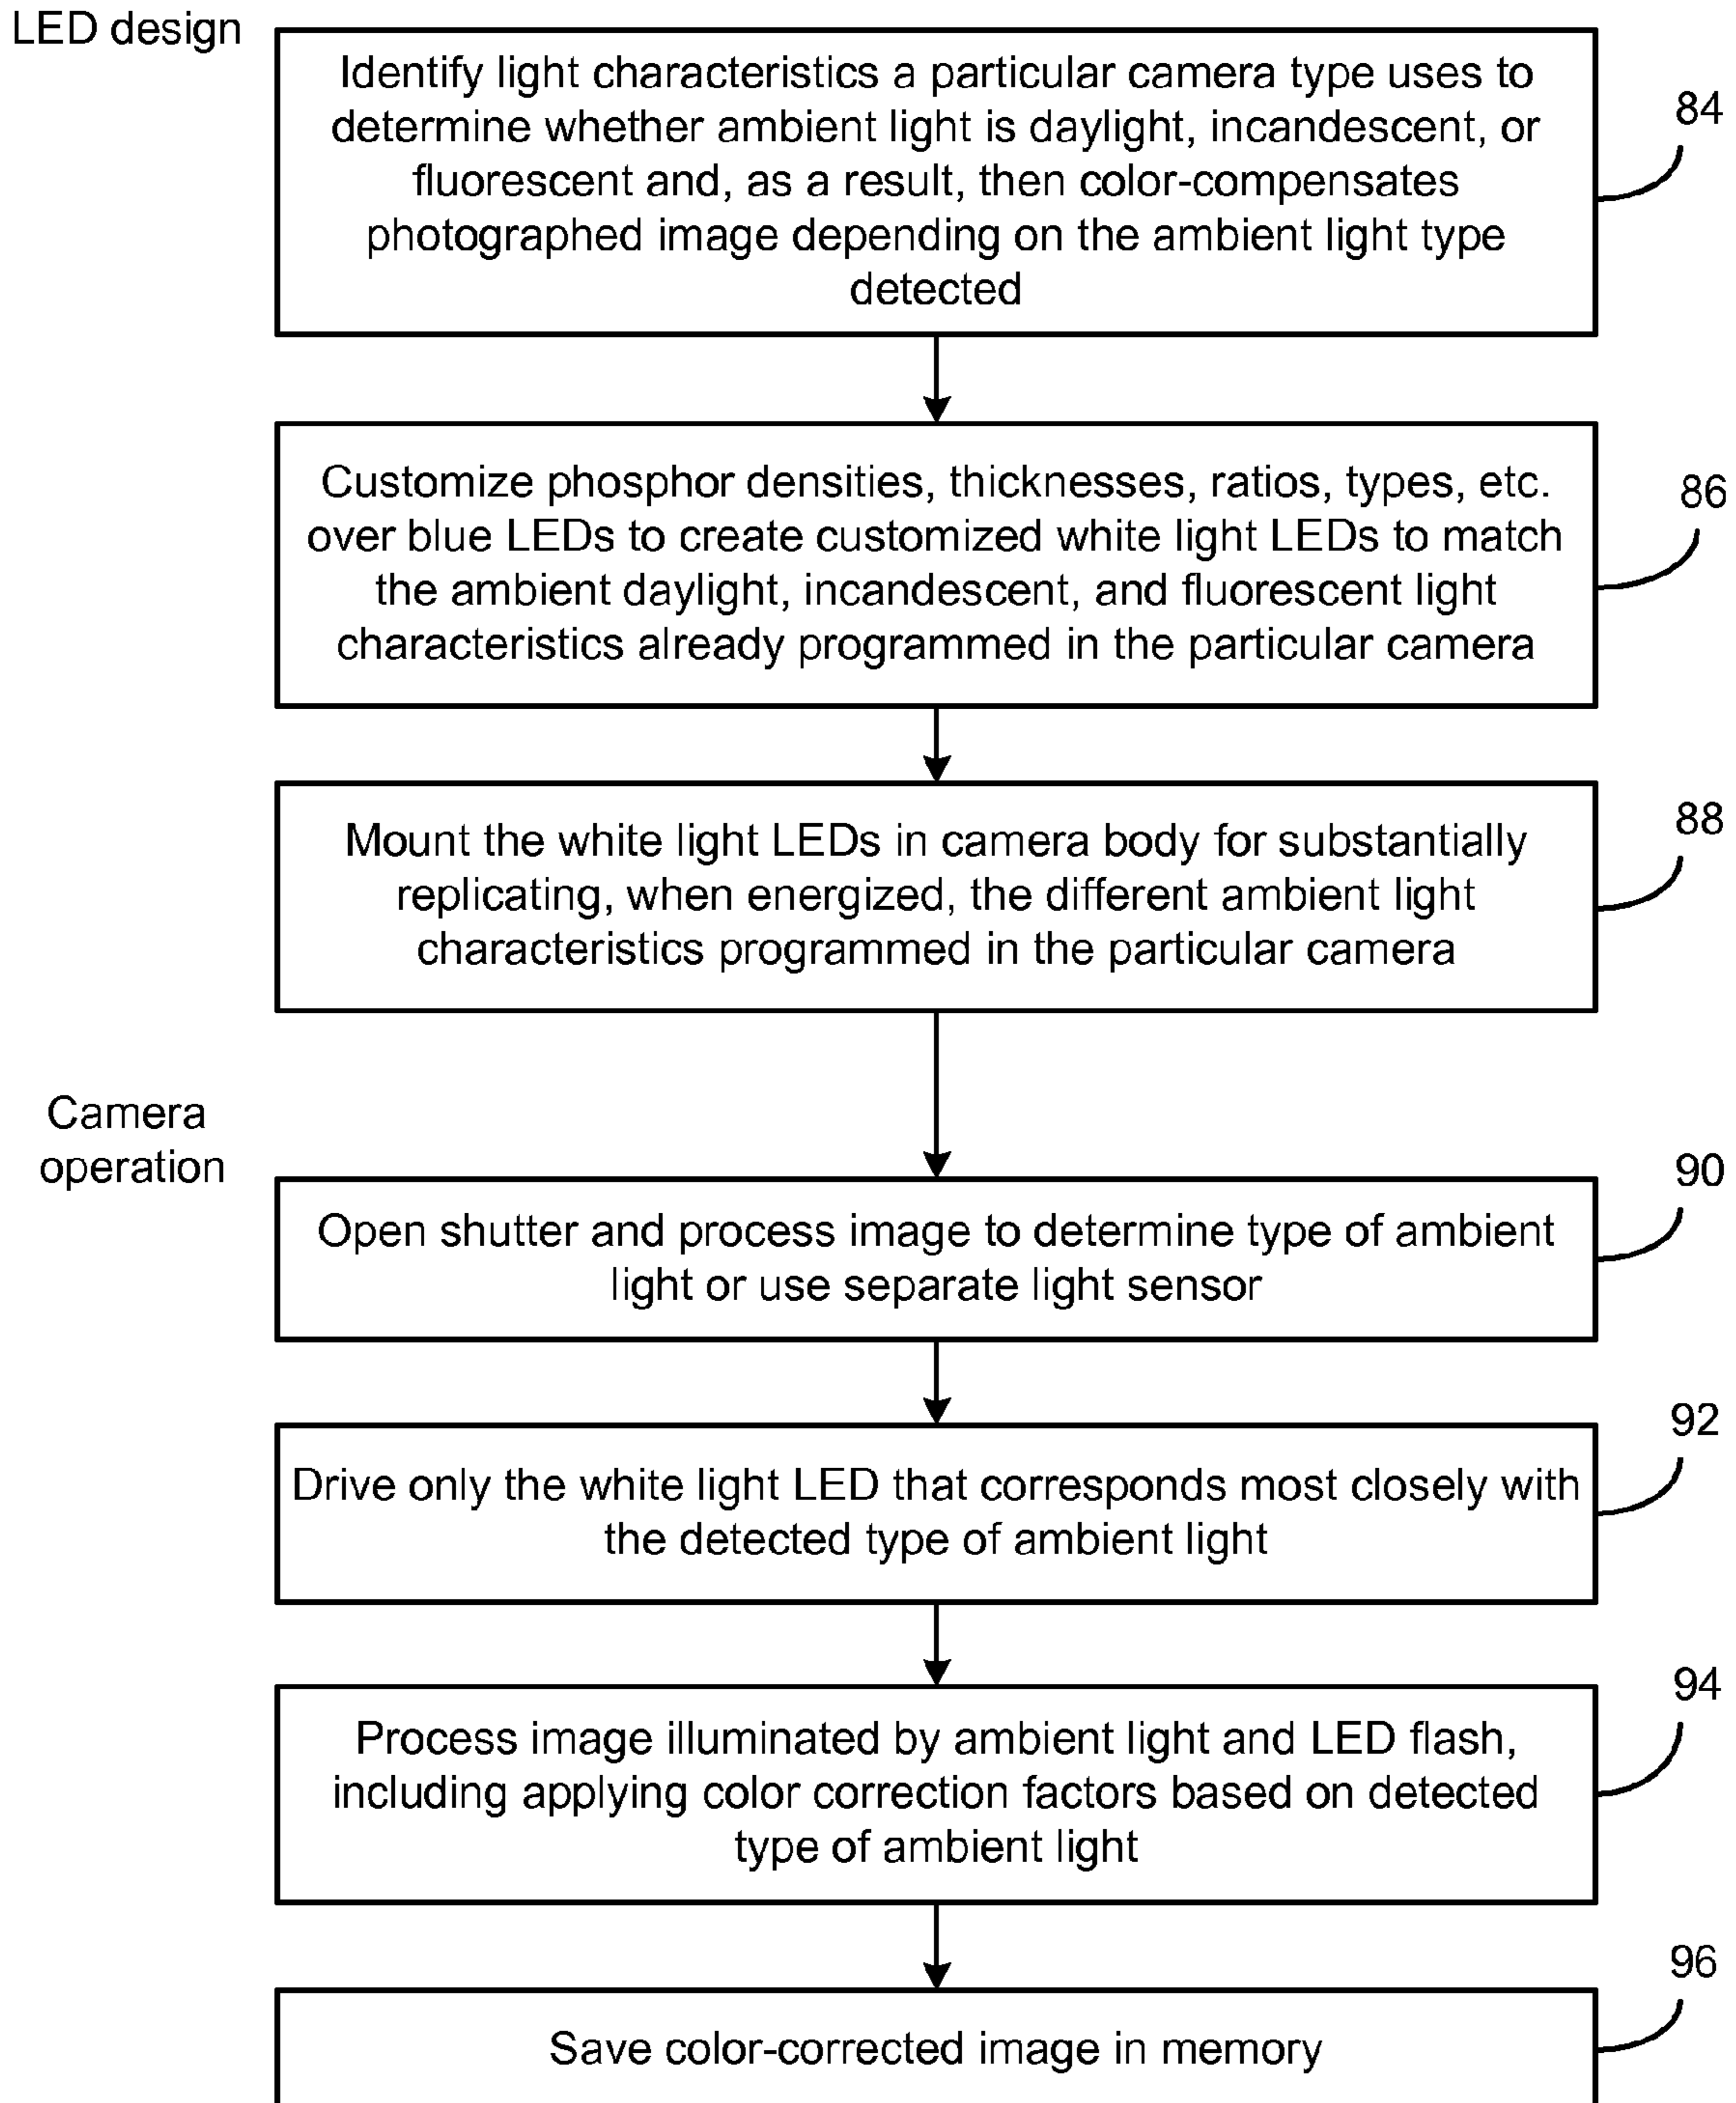 LED design
Identify light characteristics a particular camera type uses to
determine whether ambient light is daylight, incandescent, or
fluorescent and, as a result, then color-compensates
photographed image depending on the ambient light type
detected
84
Customize phosphor densities, thicknesses, ratios, types, etc.
over blue LEDs to create customized white light LEDs to match
the ambient daylight, incandescent, and fluorescent light
characteristics already programmed in the particular camera
86
Mount the white light LEDs in camera body for substantially
replicating, when energized, the different ambient light
characteristics programmed in the particular camera
88
Camera
operation
Open shutter and process image to determine type of ambient
light or use separate light sensor
90
Drive only the white light LED that corresponds most closely with
the detected type of ambient light
92
Process image illuminated by ambient light and LED flash,
including applying color correction factors based on detected
type of ambient light
94
Save color-corrected image in memory
96